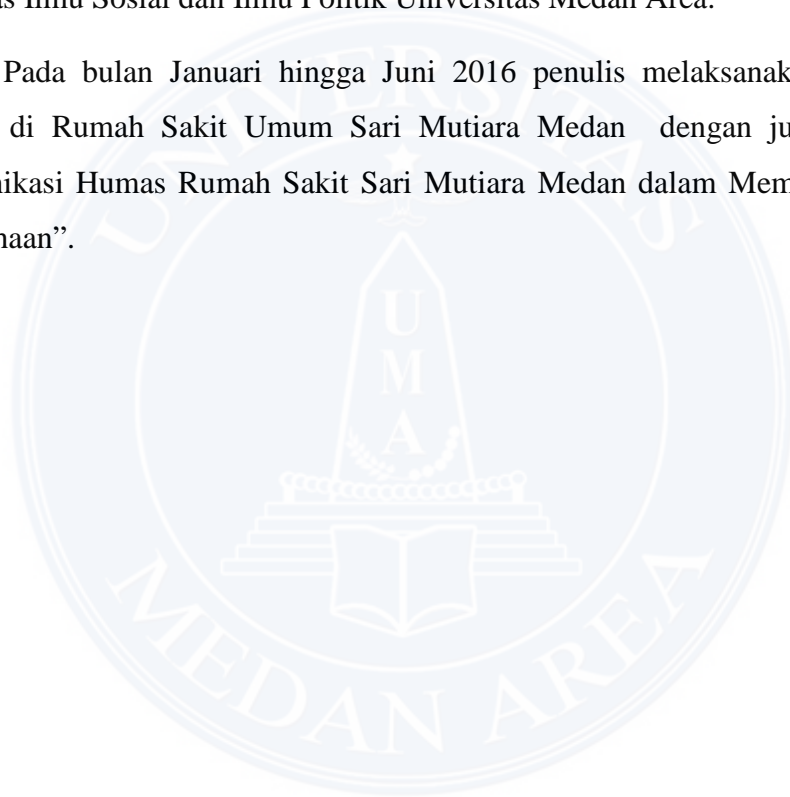 Ilmu Sosial dan Ilmu Politik Universitas Medan Area.
Pada bulan Januari hingga Juni 2016 penulis melaksanak
di Rumah Sakit Umum Sari Mutiara Medan dengan ju
nikasi Humas Rumah Sakit Sari Mutiara Medan dalam Mem
naan”.
UNIVERSITAS
U
M
A
MEDAN AREA